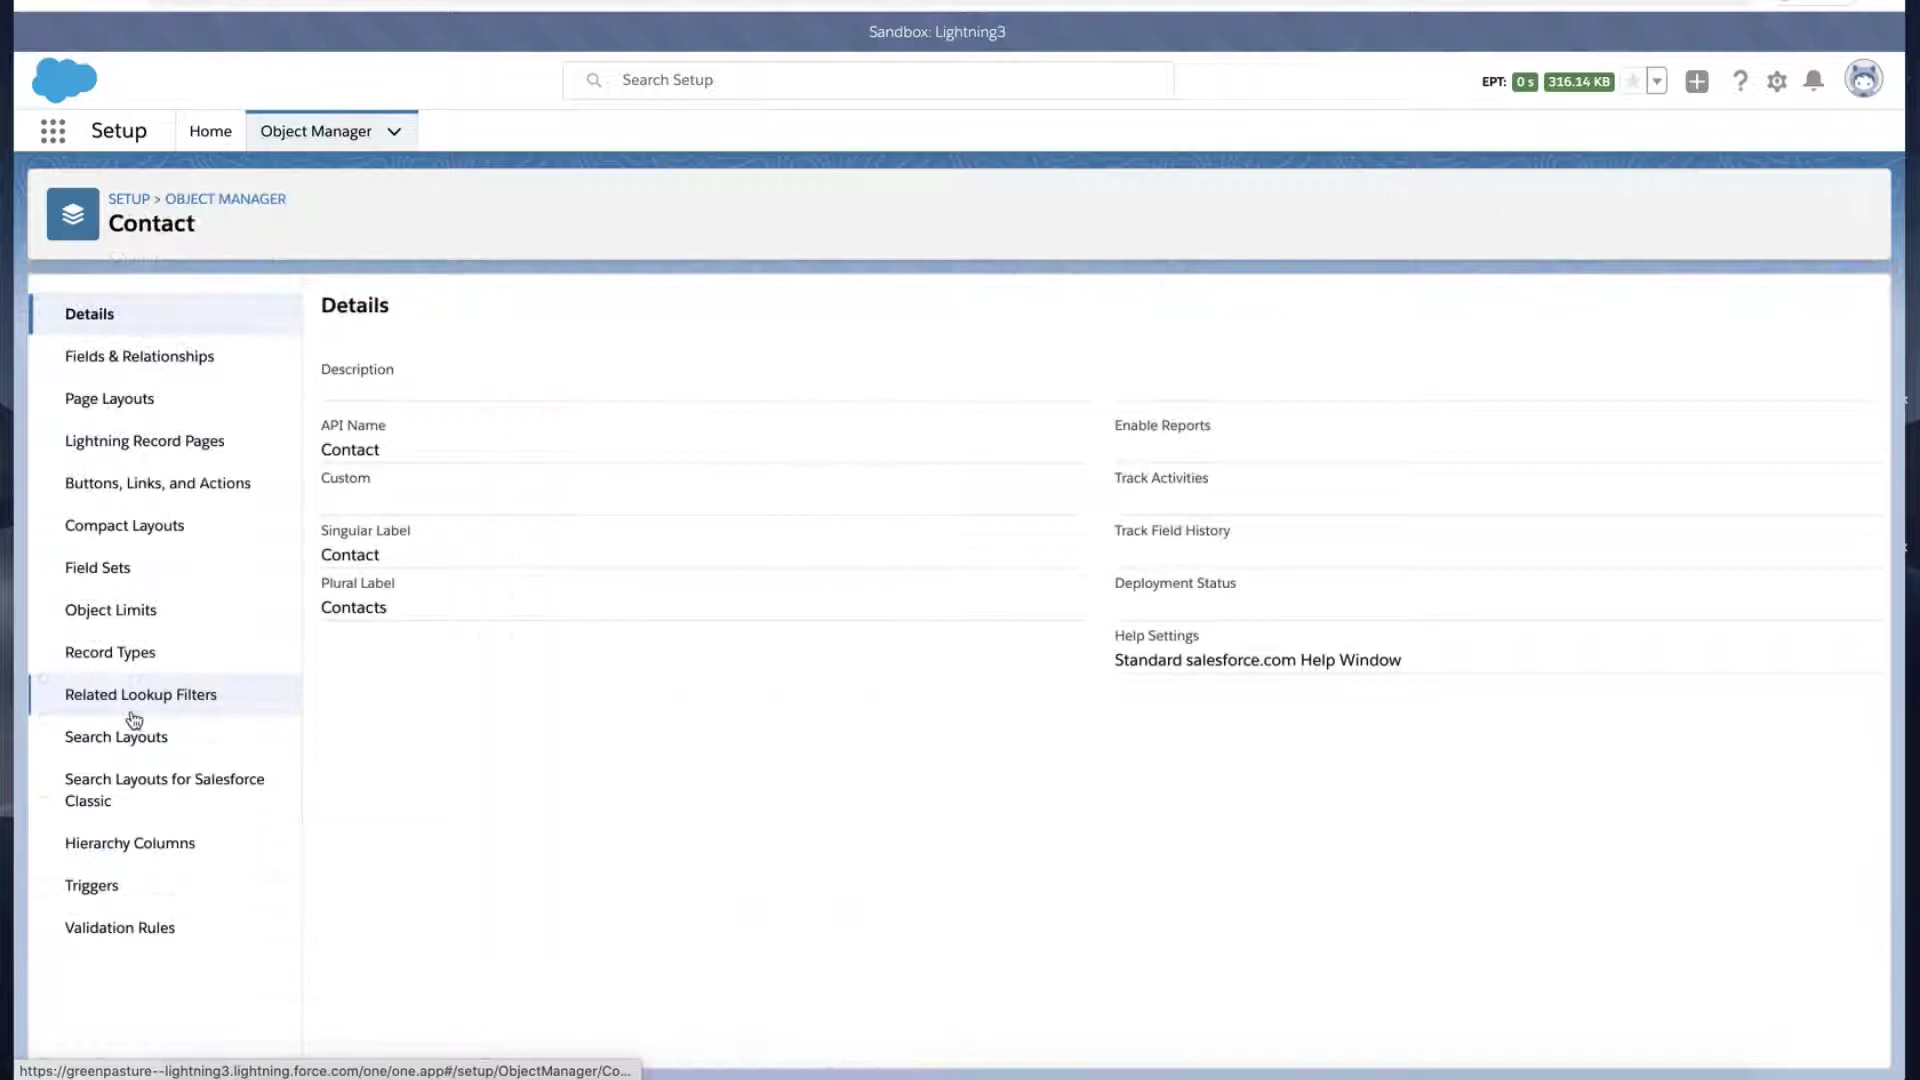 Sandbox: Lightning3
Search Setup
EPT: 0 s 316.14 KB
Setup Home Object Manager
SETUP > OBJECT MANAGER
Contact
Details
Fields & Relationships
Page Layouts
Lightning Record Pages
Buttons, Links, and Actions
Compact Layouts
Field Sets
Object Limits
Record Types
Related Lookup Filters
Search Layouts
Search Layouts for Salesforce
Classic
Hierarchy Columns
Triggers
Validation Rules
Details
Description
API Name
Contact
Custom
Singular Label
Contact
Plural Label
Contacts
Enable Reports
Track Activities
Track Field History
Deployment Status
Help Settings
Standard salesforce.com Help Window
https://greenpasture--lightning3.lightning.force.com/one/one.app#/setup/ObjectManager/Co...